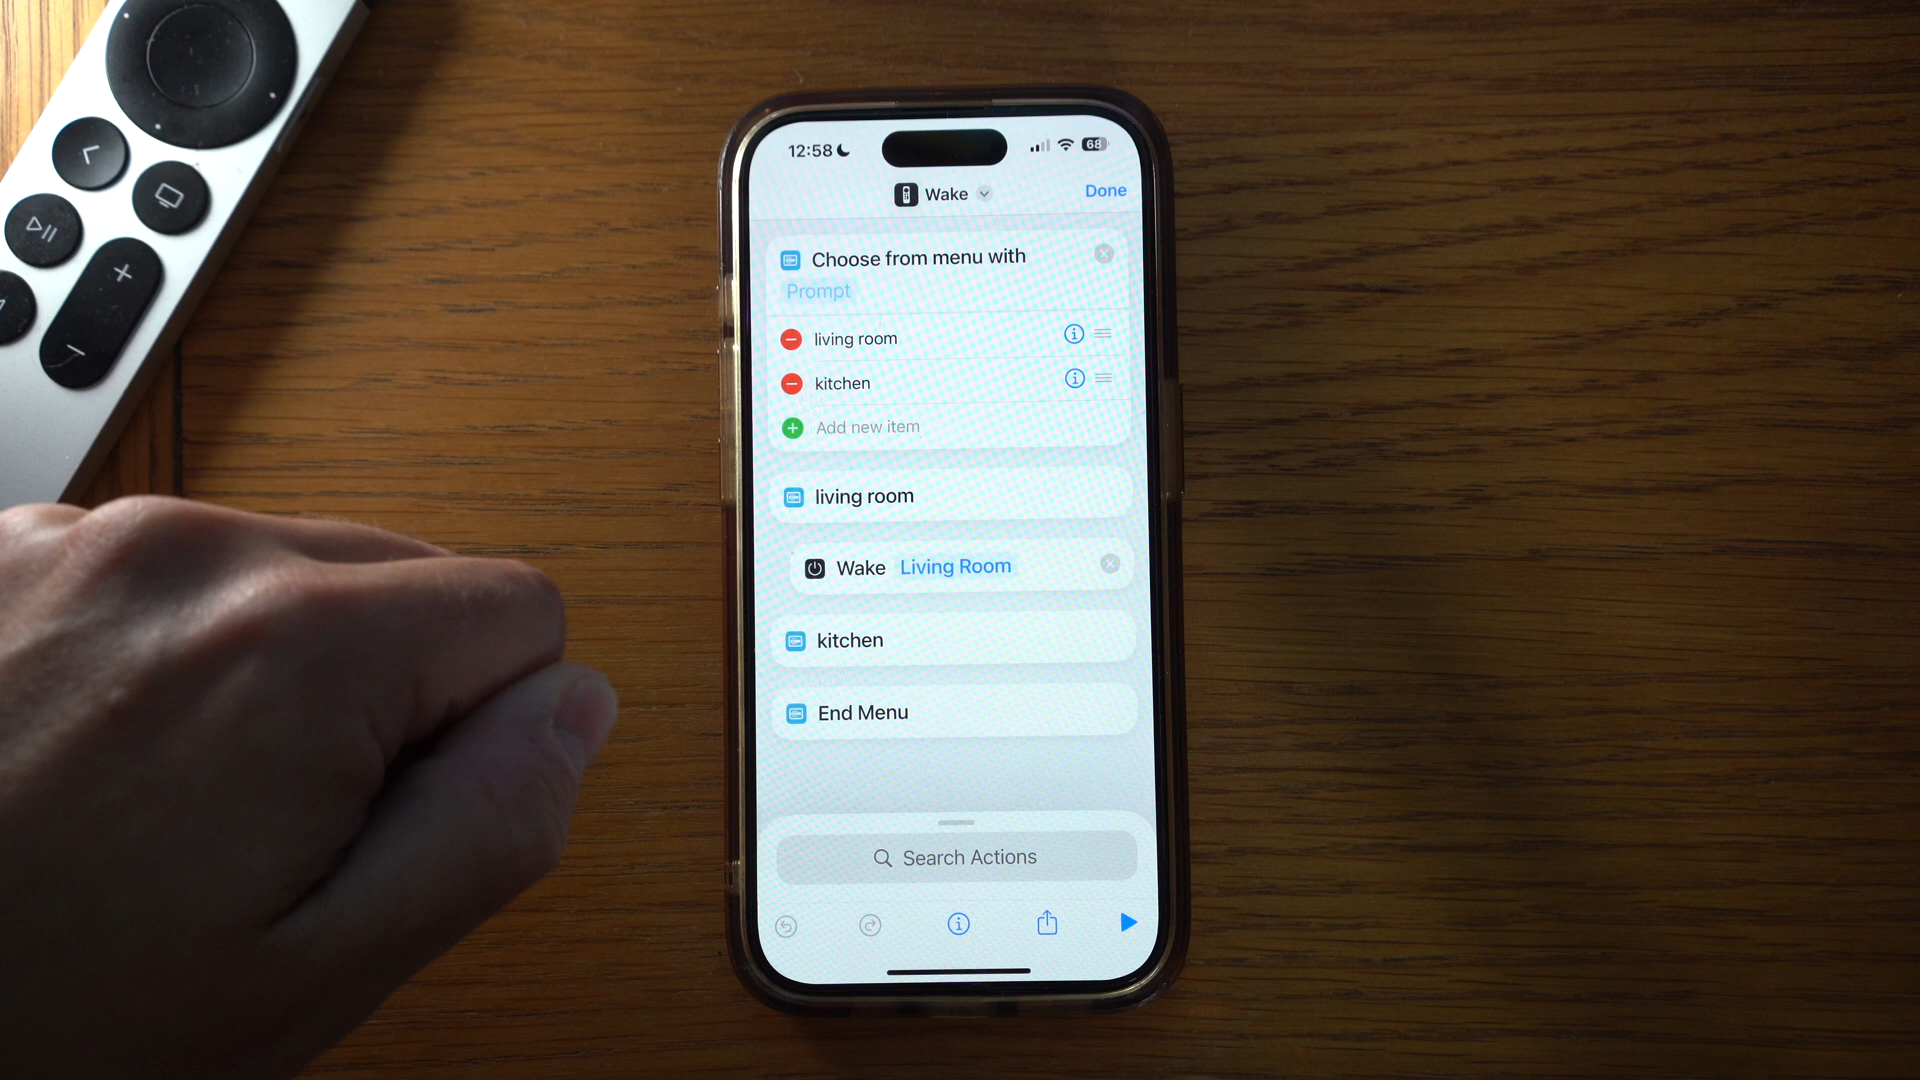 12:58
68
Wake
Done
Choose from menu with
Prompt
living room
kitchen
Add new item
living room
Wake Living Room
kitchen
End Menu
Search Actions